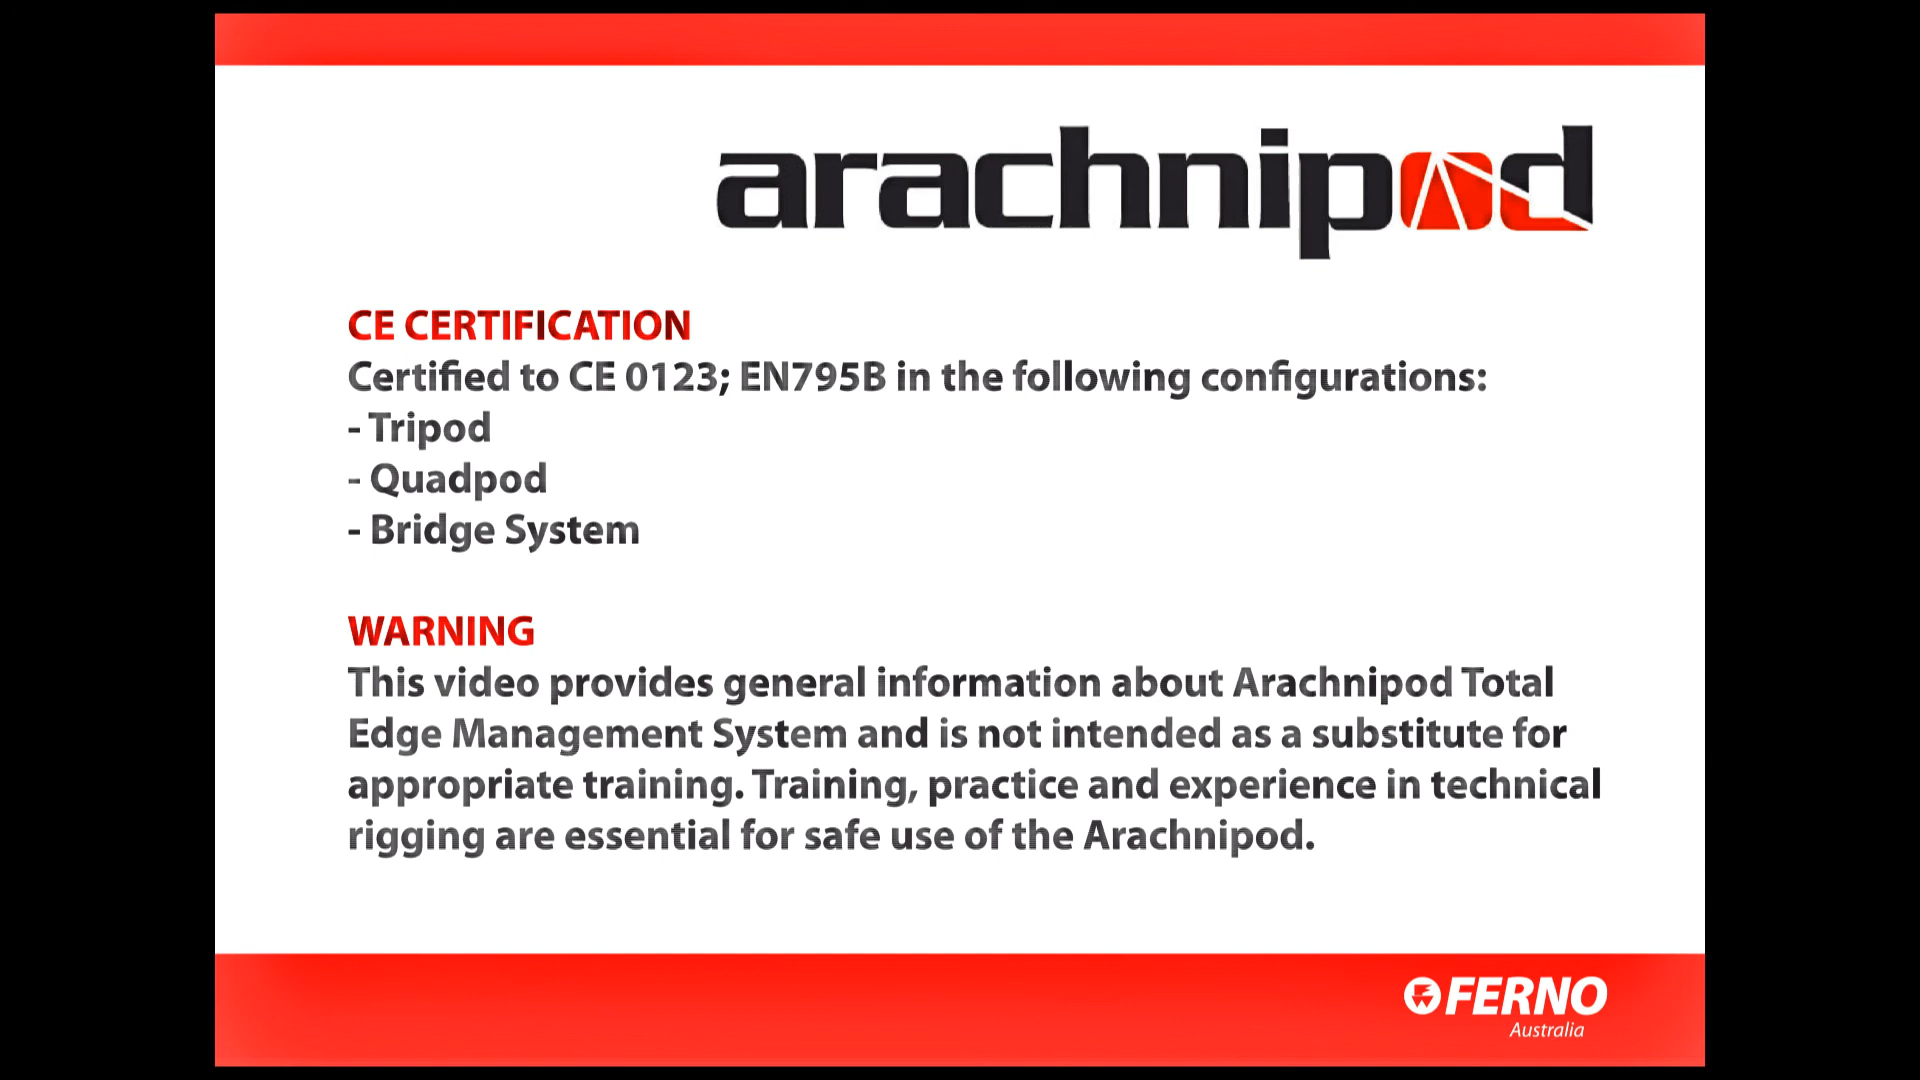 arachnipod
CE CERTIFICATION
Certified to CE 0123; EN795B in the following configurations:
- Tripod
- Quadpod
- Bridge System
WARNING
This video provides general information about Arachnipod Total
Edge Management System and is not intended as a substitute for
appropriate training. Training, practice and experience in technical
rigging are essential for safe use of the Arachnipod.
FERNO
Australia